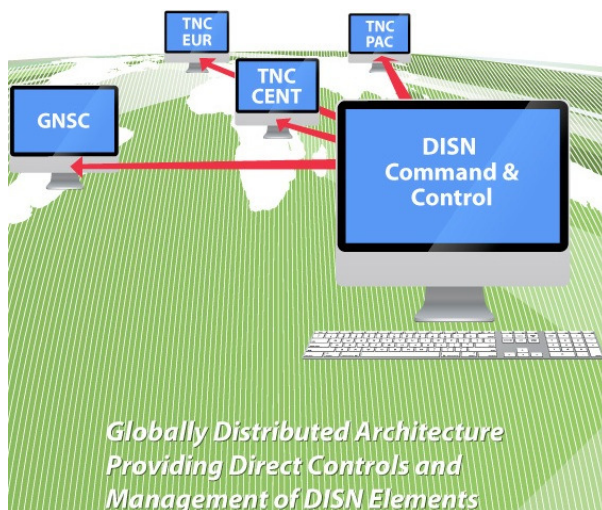 TNC
EUR
TNC
PAC
TNC
CENT
GNSC
DISN
Command &
Control
Globally Distributed Architecture
Providing Direct Controls and
Management of DISN Elements